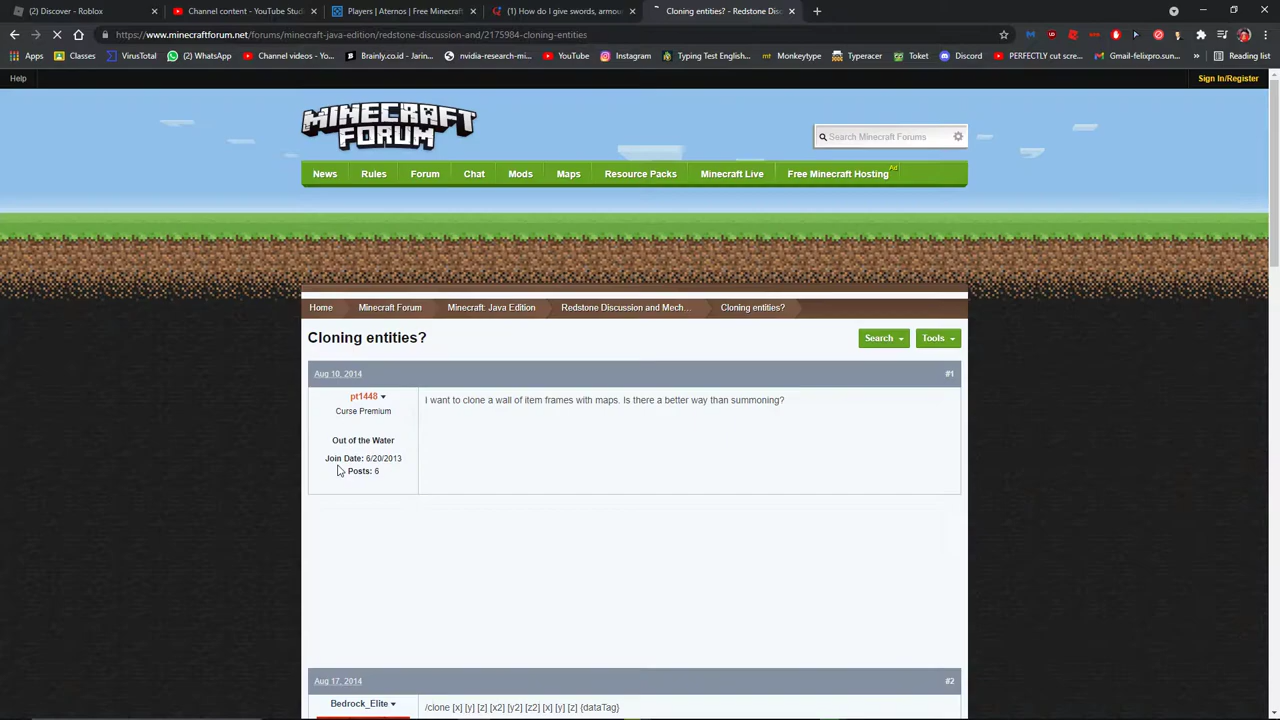 (2) Discover - Roblox
Channel content - YouTube Studi
Players | Aternos | Free Minecraft
(1) How do I give swords, armour
Cloning entities? - Redstone Disc
https://www.minecraftforum.net/forums/minecraft-java-edition/redstone-discussion-and/2175984-cloning-entities
Apps
Classes
VirusTotal
(2) WhatsApp
Channel videos - Yo...
Brainly.co.id - Jarin...
nvidia-research-mi...
YouTube
Instagram
Typing Test English...
Monkeytype
Typeracer
Toket
Discord
PERFECTLY cut scre...
Gmail-felixpro.sun...
»
Reading list
Help
Sign In/Register
MINECRAFT
FORUM
Search Minecraft Forums
News
Rules
Forum
Chat
Mods
Maps
Resource Packs
Minecraft Live
Free Minecraft Hosting
Ad
Home
Minecraft Forum
Minecraft: Java Edition
Redstone Discussion and Mech...
Cloning entities?
Cloning entities?
Search
Tools
Aug 10, 2014
#1
pt1448
Curse Premium
Out of the Water
Join Date: 6/20/2013
Posts: 6
I want to clone a wall of item frames with maps. Is there a better way than summoning?
Aug 17, 2014
#2
Bedrock_Elite
/clone [x] [y] [z] [x2] [y2] [z2] [x] [y] [z] {dataTag}